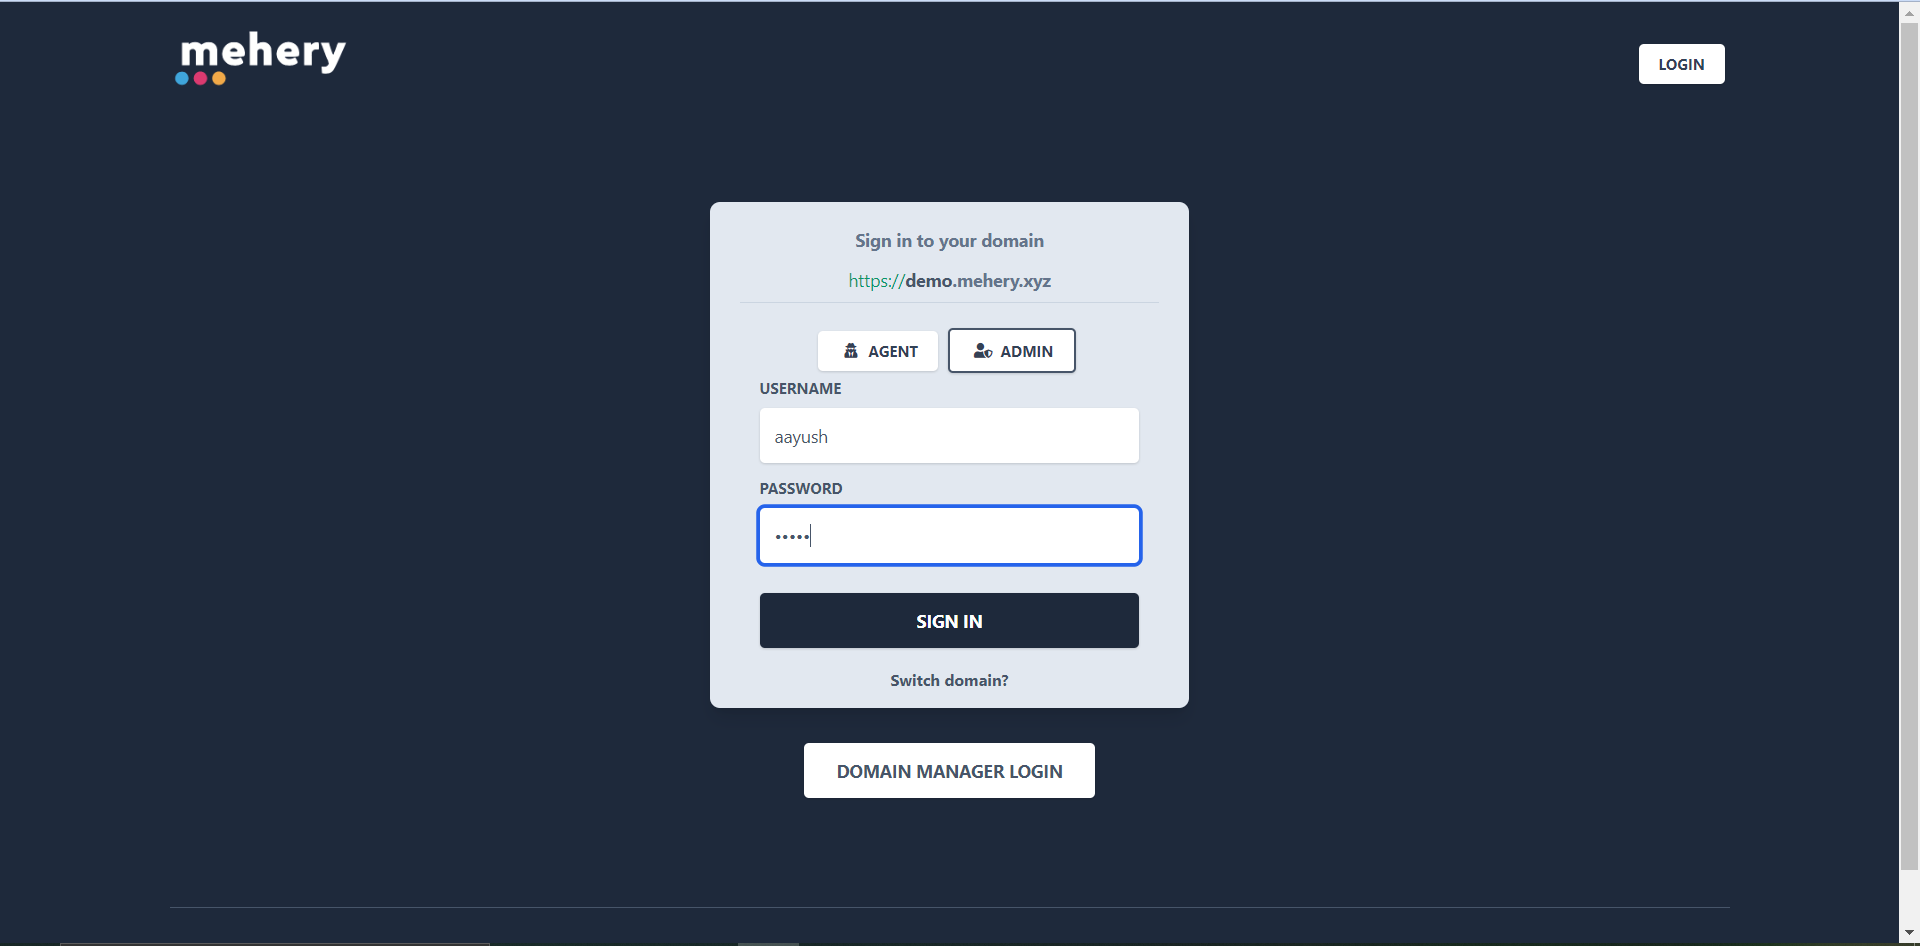 mehery
LOGIN
Sign in to your domain
https://demo.mehery.xyz
AGENT
ADMIN
USERNAME
aayush
PASSWORD
•••••
SIGN IN
Switch domain?
DOMAIN MANAGER LOGIN